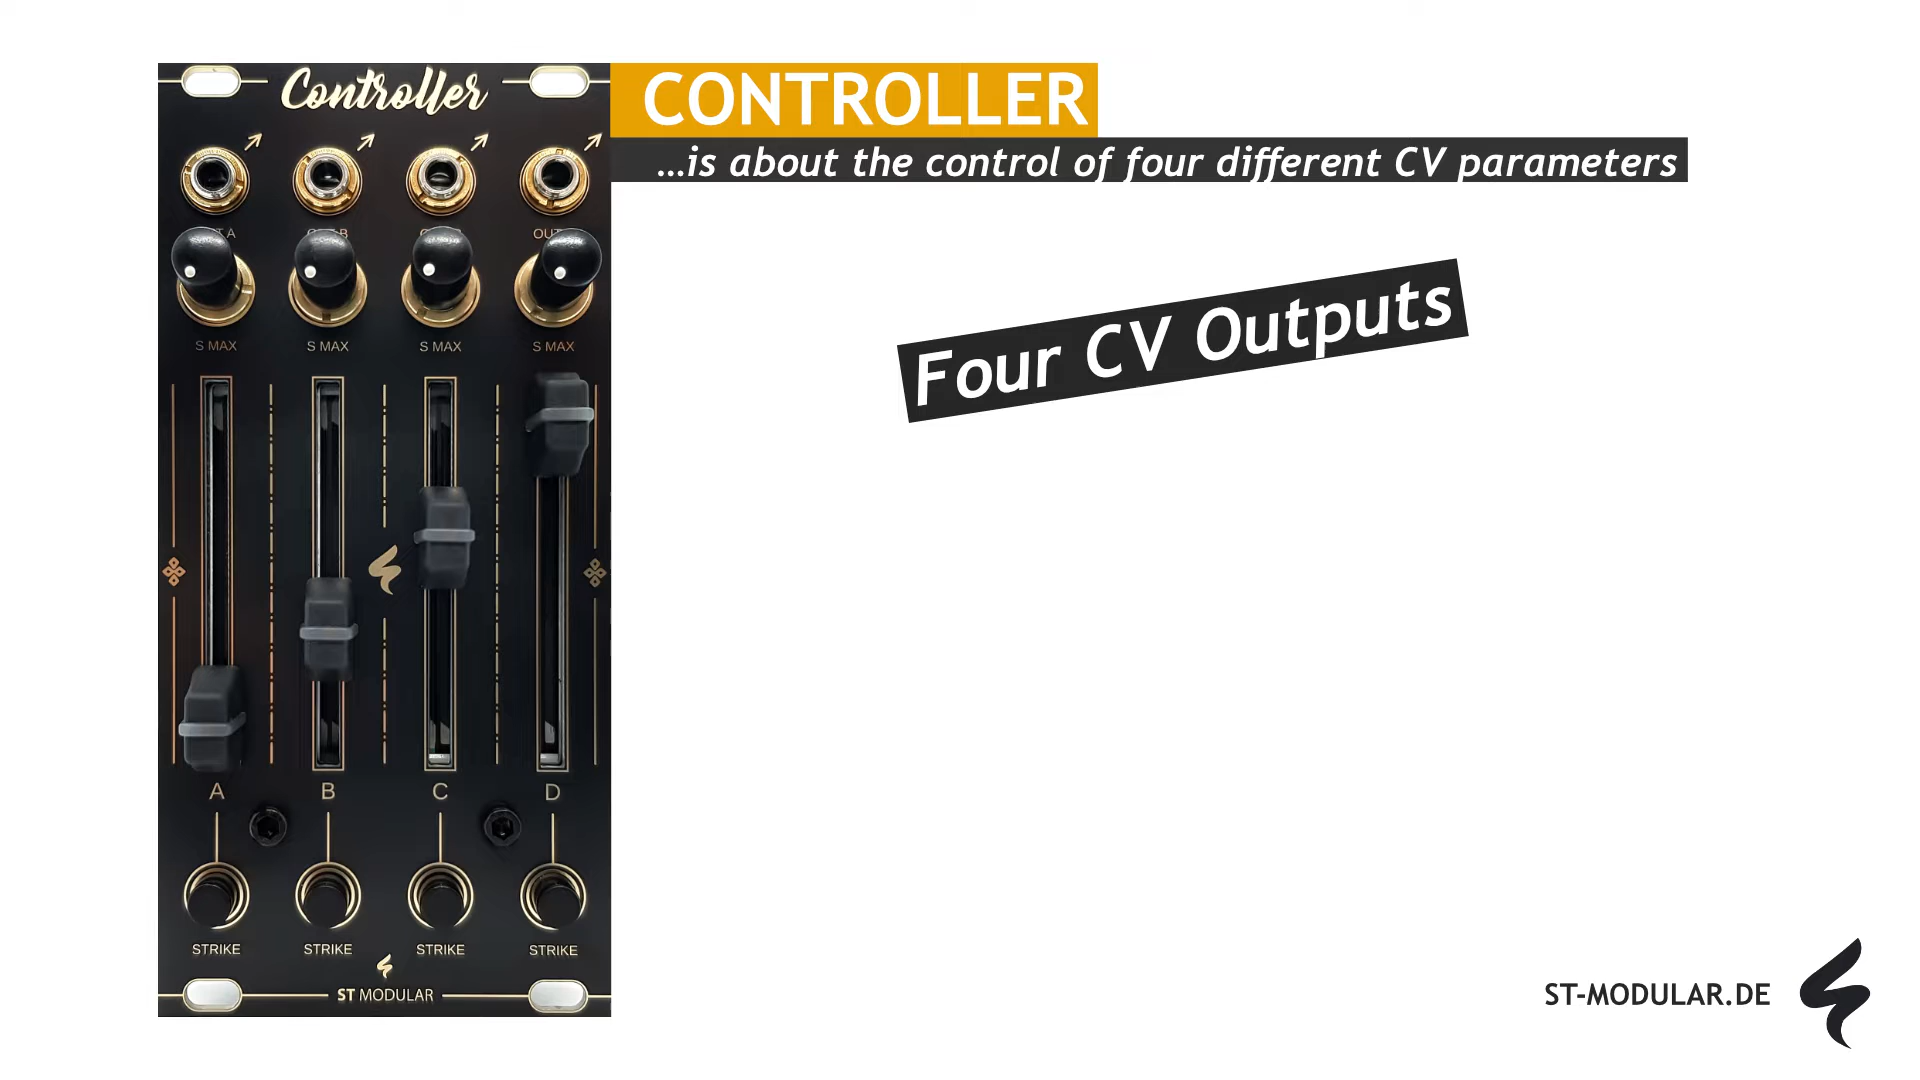 Controller
CONTROLLER
...is about the control of four different CV parameters
OUT
Four CV Outputs
S MAX S MAX S MAX S MAX
A B C D
STRIKE STRIKE STRIKE STRIKE
ST MODULAR
ST-MODULAR.DE